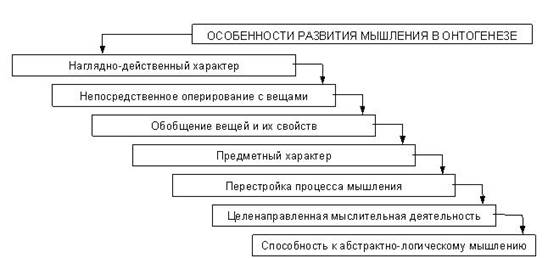 ОСОБЕННОСТИ РАЗВИТИЯ МЫШЛЕНИЯ В ОНТОГЕНЕЗЕ
Наглядно-действенный характер
Непосредственное оперирование с вещами
Обобщение вещей и их свойств
Предметный характер
Перестройка процесса мышления
Целенаправленная мыслительная деятельность
Способность к абстрактно-логическому мышлению